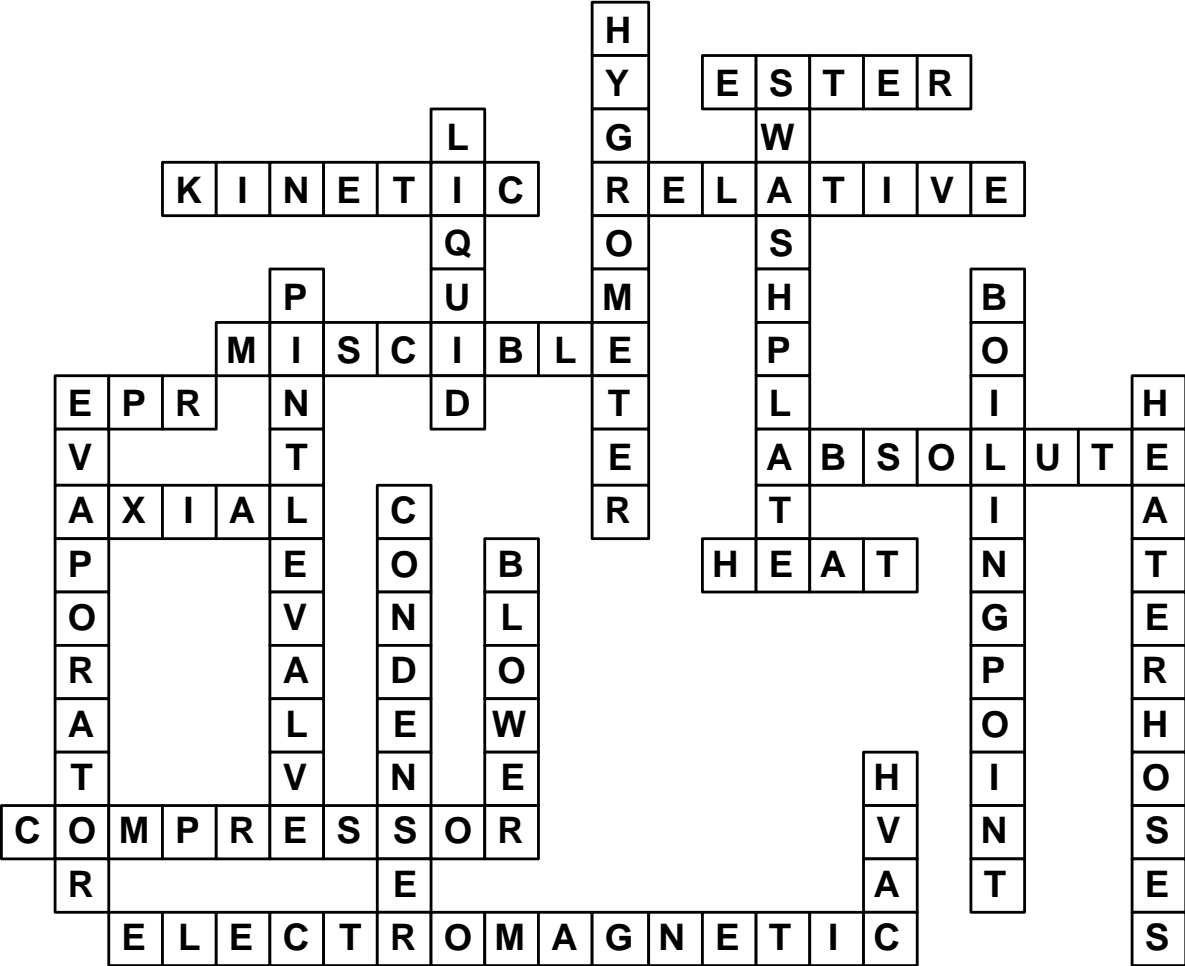 HYGROMETER
ESTER
SWASHPLATE
LIQUID
KINETIC
RELATIVE
PINTLEVALVE
BOILINGPOINT
MISCIBLE
EPR
EVAPORATOR
HEATERHOSES
ABSOLUTE
AXIAL
CONDENSER
BLOWER
HEAT
HVAC
COMPRESSOR
ELECTROMAGNETIC